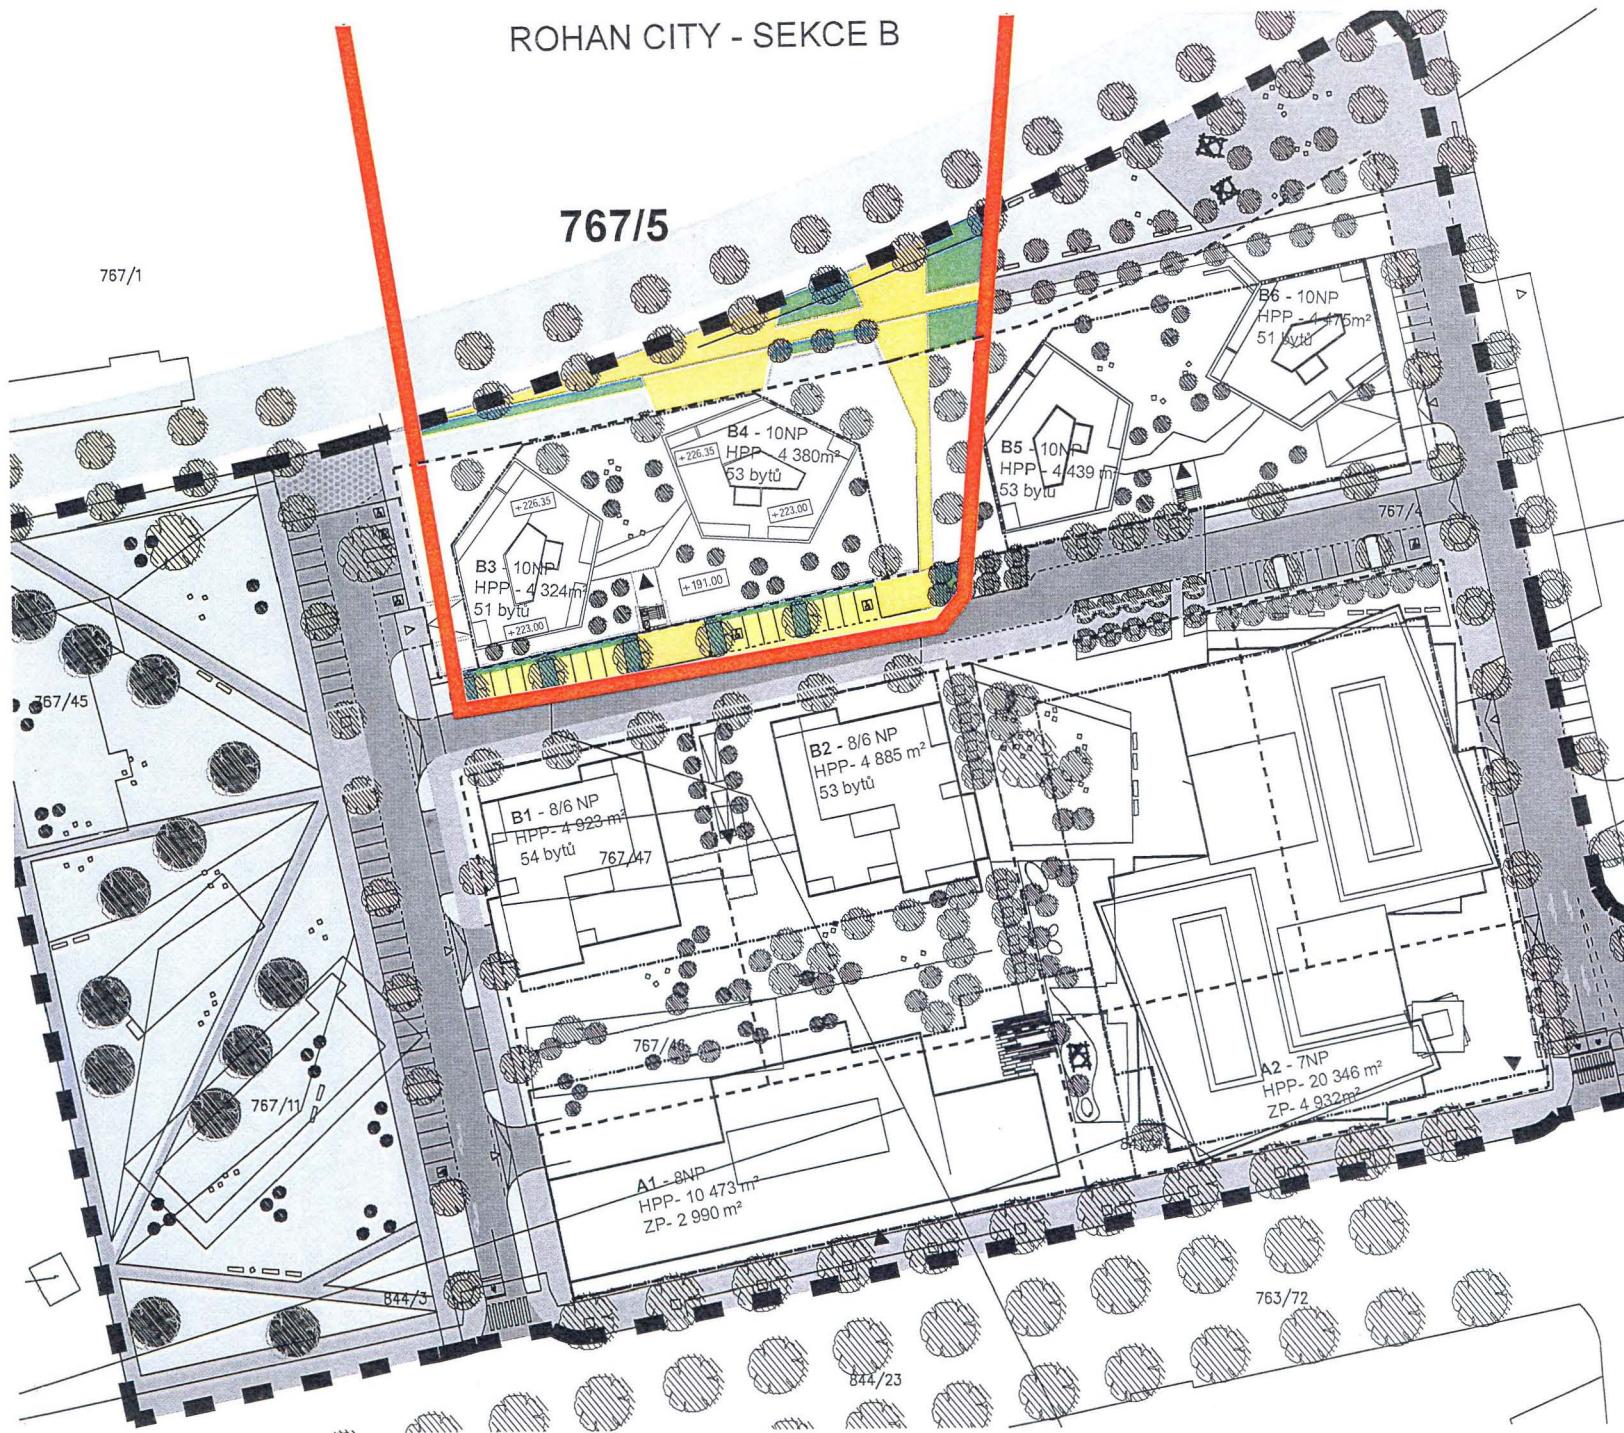 ROHAN CITY - SEKCE B
767/5
767/1
B6 - 10NP
HPP - 4 475m²
51 bytů
B4 - 10NP
HPP - 4 380m²
53 bytů
+226.35
+223.00
B5 - 10NP
HPP - 4 439 m
53 bytů
767/4
+226.35
B3 - 10NP
HPP - 4 324m²
51 bytů
+223.00
+191.00
767/45
B2 - 8/6 NP
HPP- 4 885 m²
53 bytů
B1 - 8/6 NP
HPP- 4 923 m²
54 bytů
767/47
767/46
767/11
A2 - 7NP
HPP- 20 346 m²
ZP- 4 932m²
A1 - 8NP
HPP- 10 473 m²
ZP- 2 990 m²
844/3
763/72
844/23